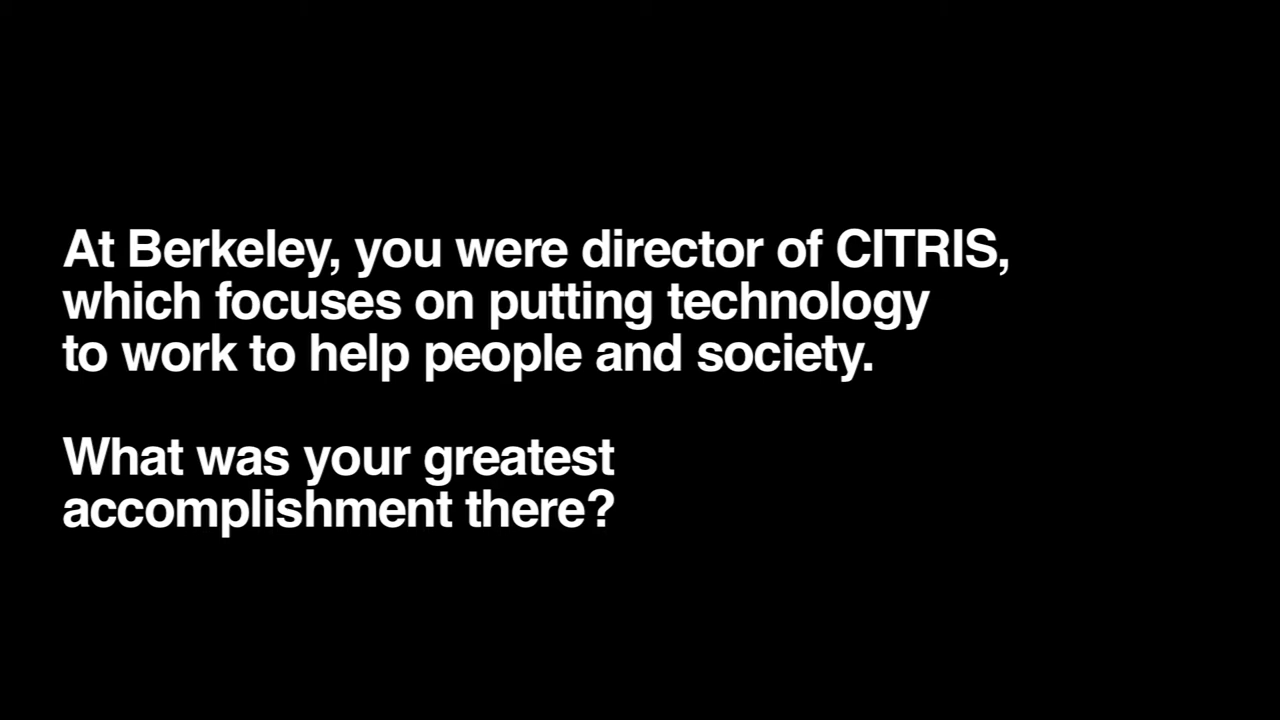 At Berkeley, you were director of CITRIS,
which focuses on putting technology
to work to help people and society.
What was your greatest
accomplishment there?